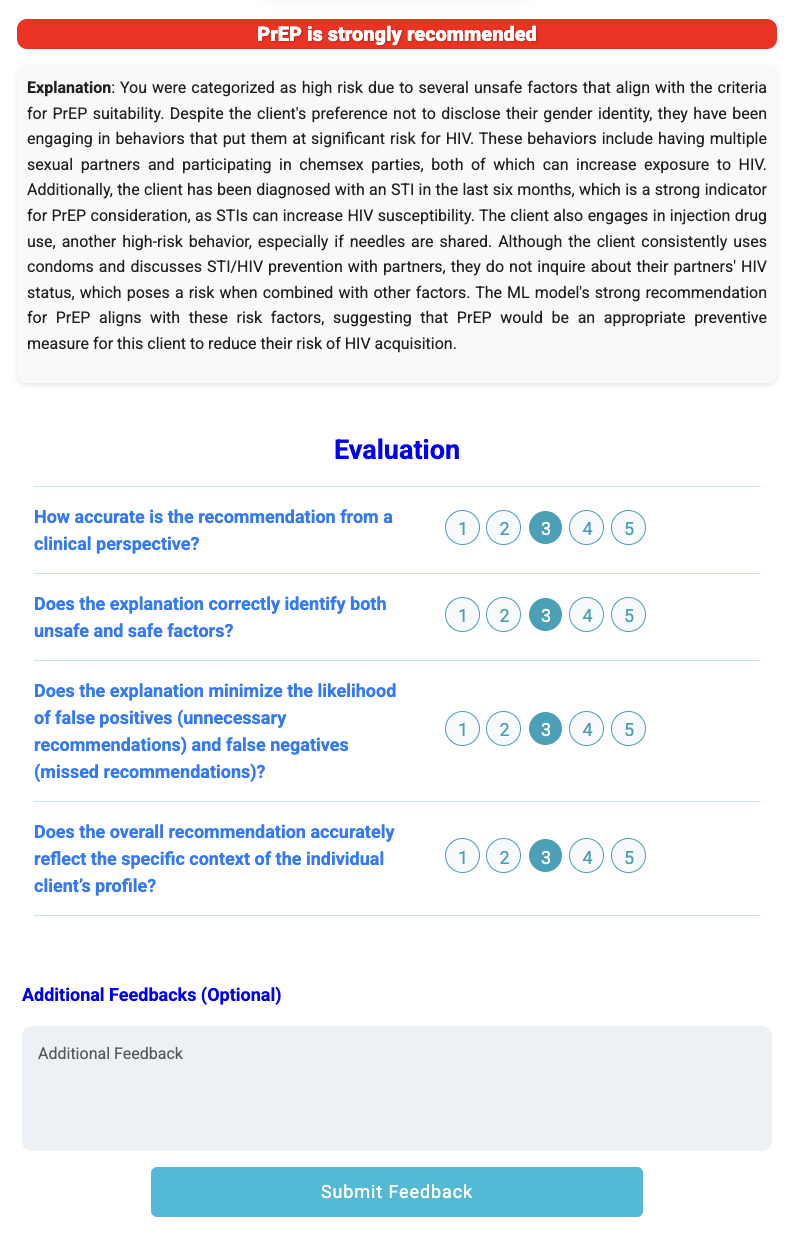 PrEP is strongly recommended
Explanation: You were categorized as high risk due to several unsafe factors that align with the criteria
for PrEP suitability. Despite the client's preference not to disclose their gender identity, they have been
engaging in behaviors that put them at significant risk for HIV. These behaviors include having multiple
sexual partners and participating in chemsex parties, both of which can increase exposure to HIV.
Additionally, the client has been diagnosed with an STI in the last six months, which is a strong indicator
for PrEP consideration, as STIs can increase HIV susceptibility. The client also engages in injection drug
use, another high-risk behavior, especially if needles are shared. Although the client consistently uses
condoms and discusses STI/HIV prevention with partners, they do not inquire about their partners' HIV
status, which poses a risk when combined with other factors. The ML model's strong recommendation
for PrEP aligns with these risk factors, suggesting that PrEP would be an appropriate preventive
measure for this client to reduce their risk of HIV acquisition.
Evaluation
How accurate is the recommendation from a
clinical perspective?
1 2 3 4 5
Does the explanation correctly identify both
unsafe and safe factors?
1 2 3 4 5
Does the explanation minimize the likelihood
of false positives (unnecessary
recommendations) and false negatives
(missed recommendations)?
1 2 3 4 5
Does the overall recommendation accurately
reflect the specific context of the individual
client’s profile?
1 2 3 4 5
Additional Feedbacks (Optional)
Additional Feedback
Submit Feedback